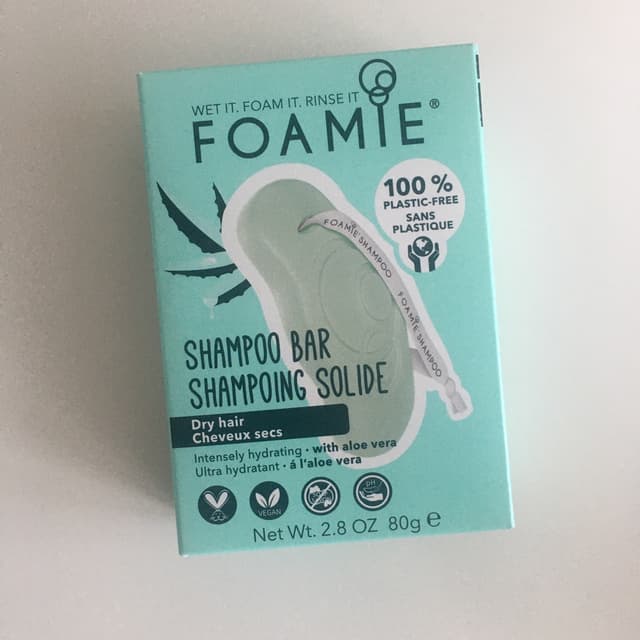 WET IT. FOAM IT. RINSE IT
FOAMIE®
100 %
PLASTIC-FREE
SANS
PLASTIQUE
FOAMIE SHAMPOO
FOAMIE SHAMPOO
SHAMPOO BAR
SHAMPOING SOLIDE
Dry hair
Cheveux secs
Intensely hydrating • with aloe vera
Ultra hydratant • á l'aloe vera
VEGAN
pH
Net Wt. 2.8 OZ 80g ℮